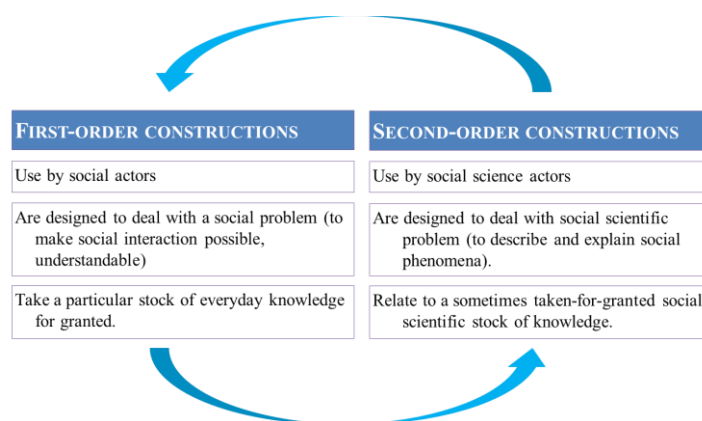 FIRST-ORDER CONSTRUCTIONS
Use by social actors
Are designed to deal with a social problem (to
make social interaction possible,
understandable)
Take a particular stock of everyday knowledge
for granted.
SECOND-ORDER CONSTRUCTIONS
Use by social science actors
Are designed to deal with social scientific
problem (to describe and explain social
phenomena).
Relate to a sometimes taken-for-granted social
scientific stock of knowledge.